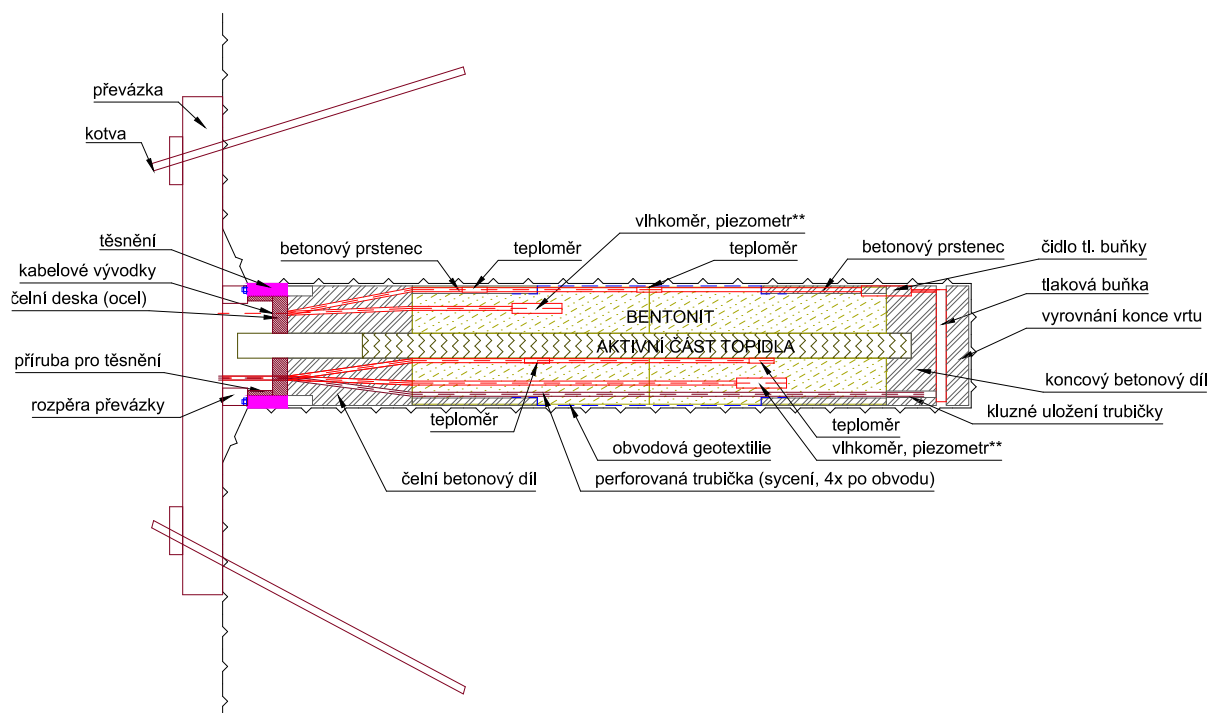 převázka
kotva
vlhkoměr, piezometr**
těsnění
betonový prstenec
teploměr
teploměr
betonový prstenec
čidlo tl. buňky
kabelové vývodky
tlaková buňka
čelní deska (ocel)
vyrovnání konce vrtu
BENTONIT
AKTIVNÍ ČÁST TOPIDLA
příruba pro těsnění
koncový betonový díl
rozpěra převázky
kluzné uložení trubičky
teploměr
teploměr
obvodová geotextilie
vlhkoměr, piezometr**
čelní betonový díl
perforovaná trubička (sycení, 4x po obvodu)